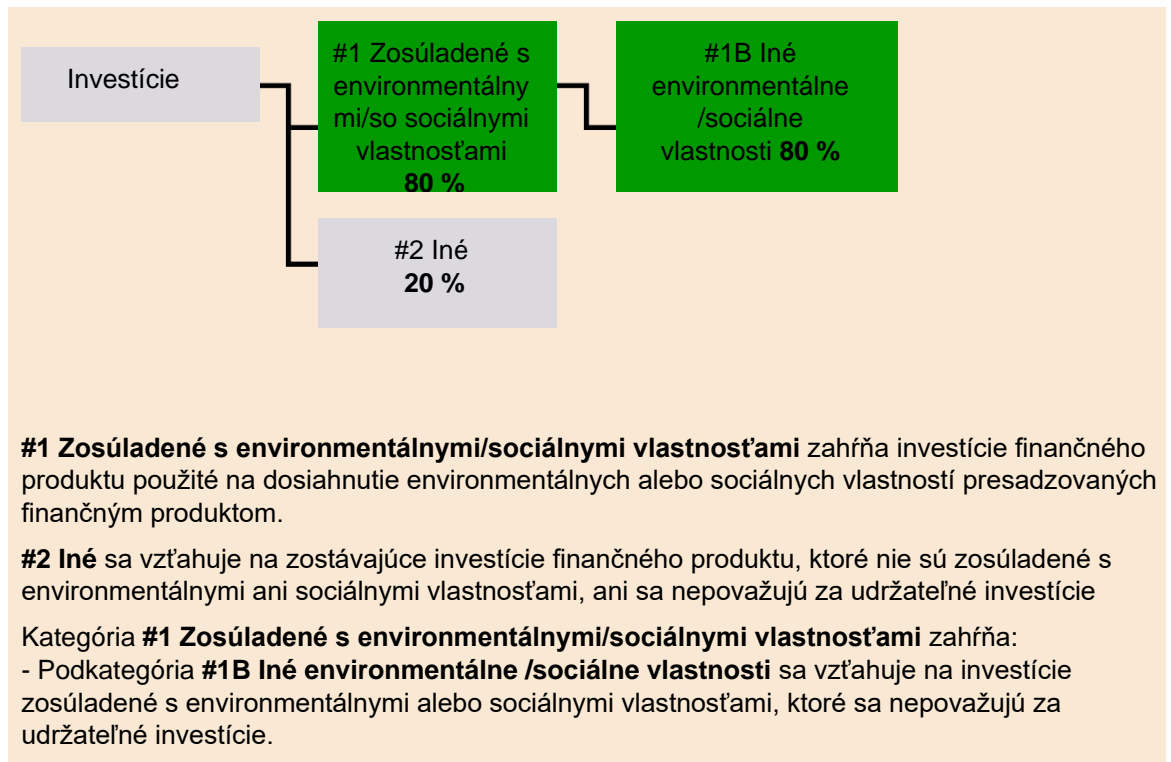 Investície
#1 Zosúladené s
environmentálny
mi/so sociálnymi
vlastnosťami
80 %
#1B Iné
environmentálne
/sociálne
vlastnosti 80 %
#2 Iné
20 %
#1 Zosúladené s environmentálnymi/sociálnymi vlastnosťami zahŕňa investície finančného
produktu použité na dosiahnutie environmentálnych alebo sociálnych vlastností presadzovaných
finančným produktom.
#2 Iné sa vzťahuje na zostávajúce investície finančného produktu, ktoré nie sú zosúladené s
environmentálnymi ani sociálnymi vlastnosťami, ani sa nepovažujú za udržateľné investície
Kategória #1 Zosúladené s environmentálnymi/sociálnymi vlastnosťami zahŕňa:
- Podkategória #1B Iné environmentálne /sociálne vlastnosti sa vzťahuje na investície
zosúladené s environmentálnymi alebo sociálnymi vlastnosťami, ktoré sa nepovažujú za
udržateľné investície.